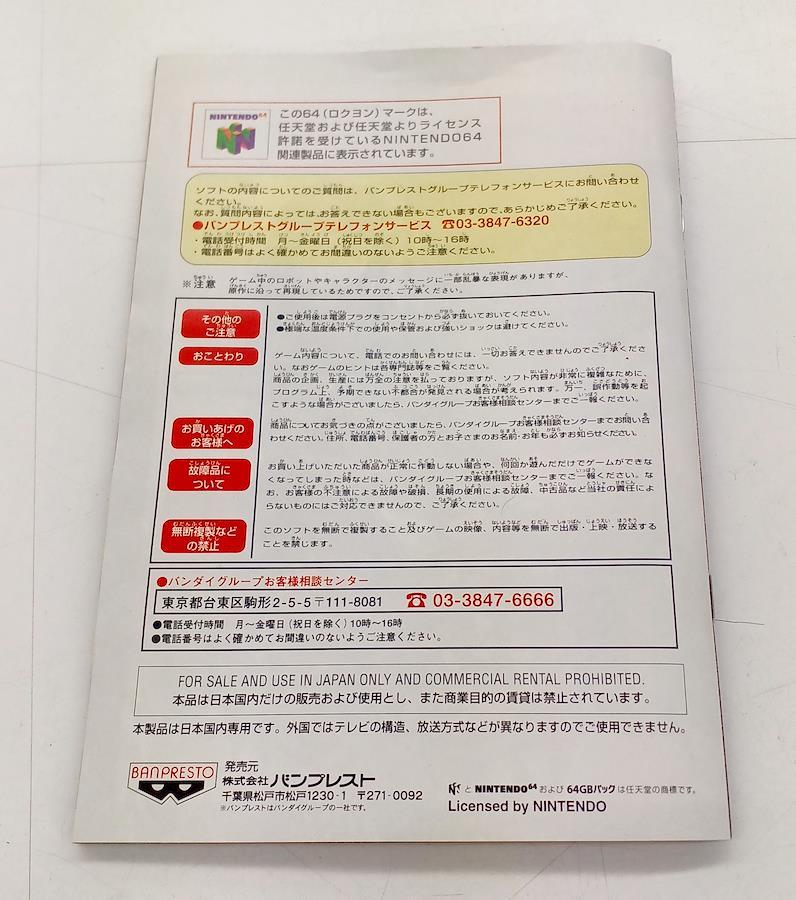 NINTENDO64
この64(ロクヨン)マークは、
任天堂および任天堂よりライセンス
許諾を受けているNINTENDO64
関連製品に表示されています。
ソフトの内容についてのご質問は、バンプレストグループテレフォンサービスにお問い合わせ
ください。
なお、質問内容によっては、お答えできない場合もございますので、あらかじめご了承ください。
●バンプレストグループテレフォンサービス ☎03-3847-6320
・電話受付時間 月〜金曜日(祝日を除く)10時〜16時
・電話番号はよく確かめてお間違いのないようご注意ください。
※注意 ゲーム中のロボットやキャラクターのメッセージに一部乱暴な表現がありますが、
原作に沿って再現しているためですので、ご了承ください。
その他の
ご注意
●ご使用後は電源プラグをコンセントから必ず抜いておいてください。
●極端な温度条件下での使用や保管および強いショックは避けてください。
おことわり
ゲーム内容について、電話でのお問い合わせには、一切お答えできませんのでご了承くださ
い。なおゲームのヒントは各専門誌等をご覧ください。
商品の企画、生産には万全の注意を払っておりますが、ソフト内容が非常に複雑なために、
プログラム上、予期できない不都合が発見される場合が考えられます。万一、誤作動等を起
こすような場合がございましたら、バンダイグループお客様相談センターまでご一報ください。
お買いあげの
お客様へ
商品についてお気づきの点がございましたら、バンダイグループお客様相談センターまでお問い合
わせください。住所、電話番号、保護者の方とお子さまのお名前・お年も必ずお知らせください。
故障品に
ついて
お買い上げいただいた商品が正常に作動しない場合や、何回か遊んだだけでゲームができな
くなってしまった時などは、バンダイグループお客様相談センターまでご一報ください。な
お、お客様の不注意による故障や破損、長期の使用による故障、中古品など当社の責任によ
らないものにはご対応できませんので、ご了承ください。
無断複製など
の禁止
このソフトを無断で複製すること及びゲームの映像、内容等を無断で出版・上映・放送する
ことを禁じます。
●バンダイグループお客様相談センター
東京都台東区駒形2-5-5〒111-8081 ☎ 03-3847-6666
●電話受付時間 月〜金曜日(祝日を除く)10時〜16時
●電話番号はよく確かめてお間違いのないようご注意ください。
FOR SALE AND USE IN JAPAN ONLY AND COMMERCIAL RENTAL PROHIBITED.
本品は日本国内だけの販売および使用とし、また商業目的の賃貸は禁止されています。
本製品は日本国内専用です。外国ではテレビの構造、放送方式などが異なりますのでご使用できません。
BANPRESTO
発売元
株式会社バンプレスト
千葉県松戸市松戸1230-1 〒271-0092
※バンプレストはバンダイグループの一社です。
と NINTENDO64 および 64GBパック は任天堂の商標です。
Licensed by NINTENDO